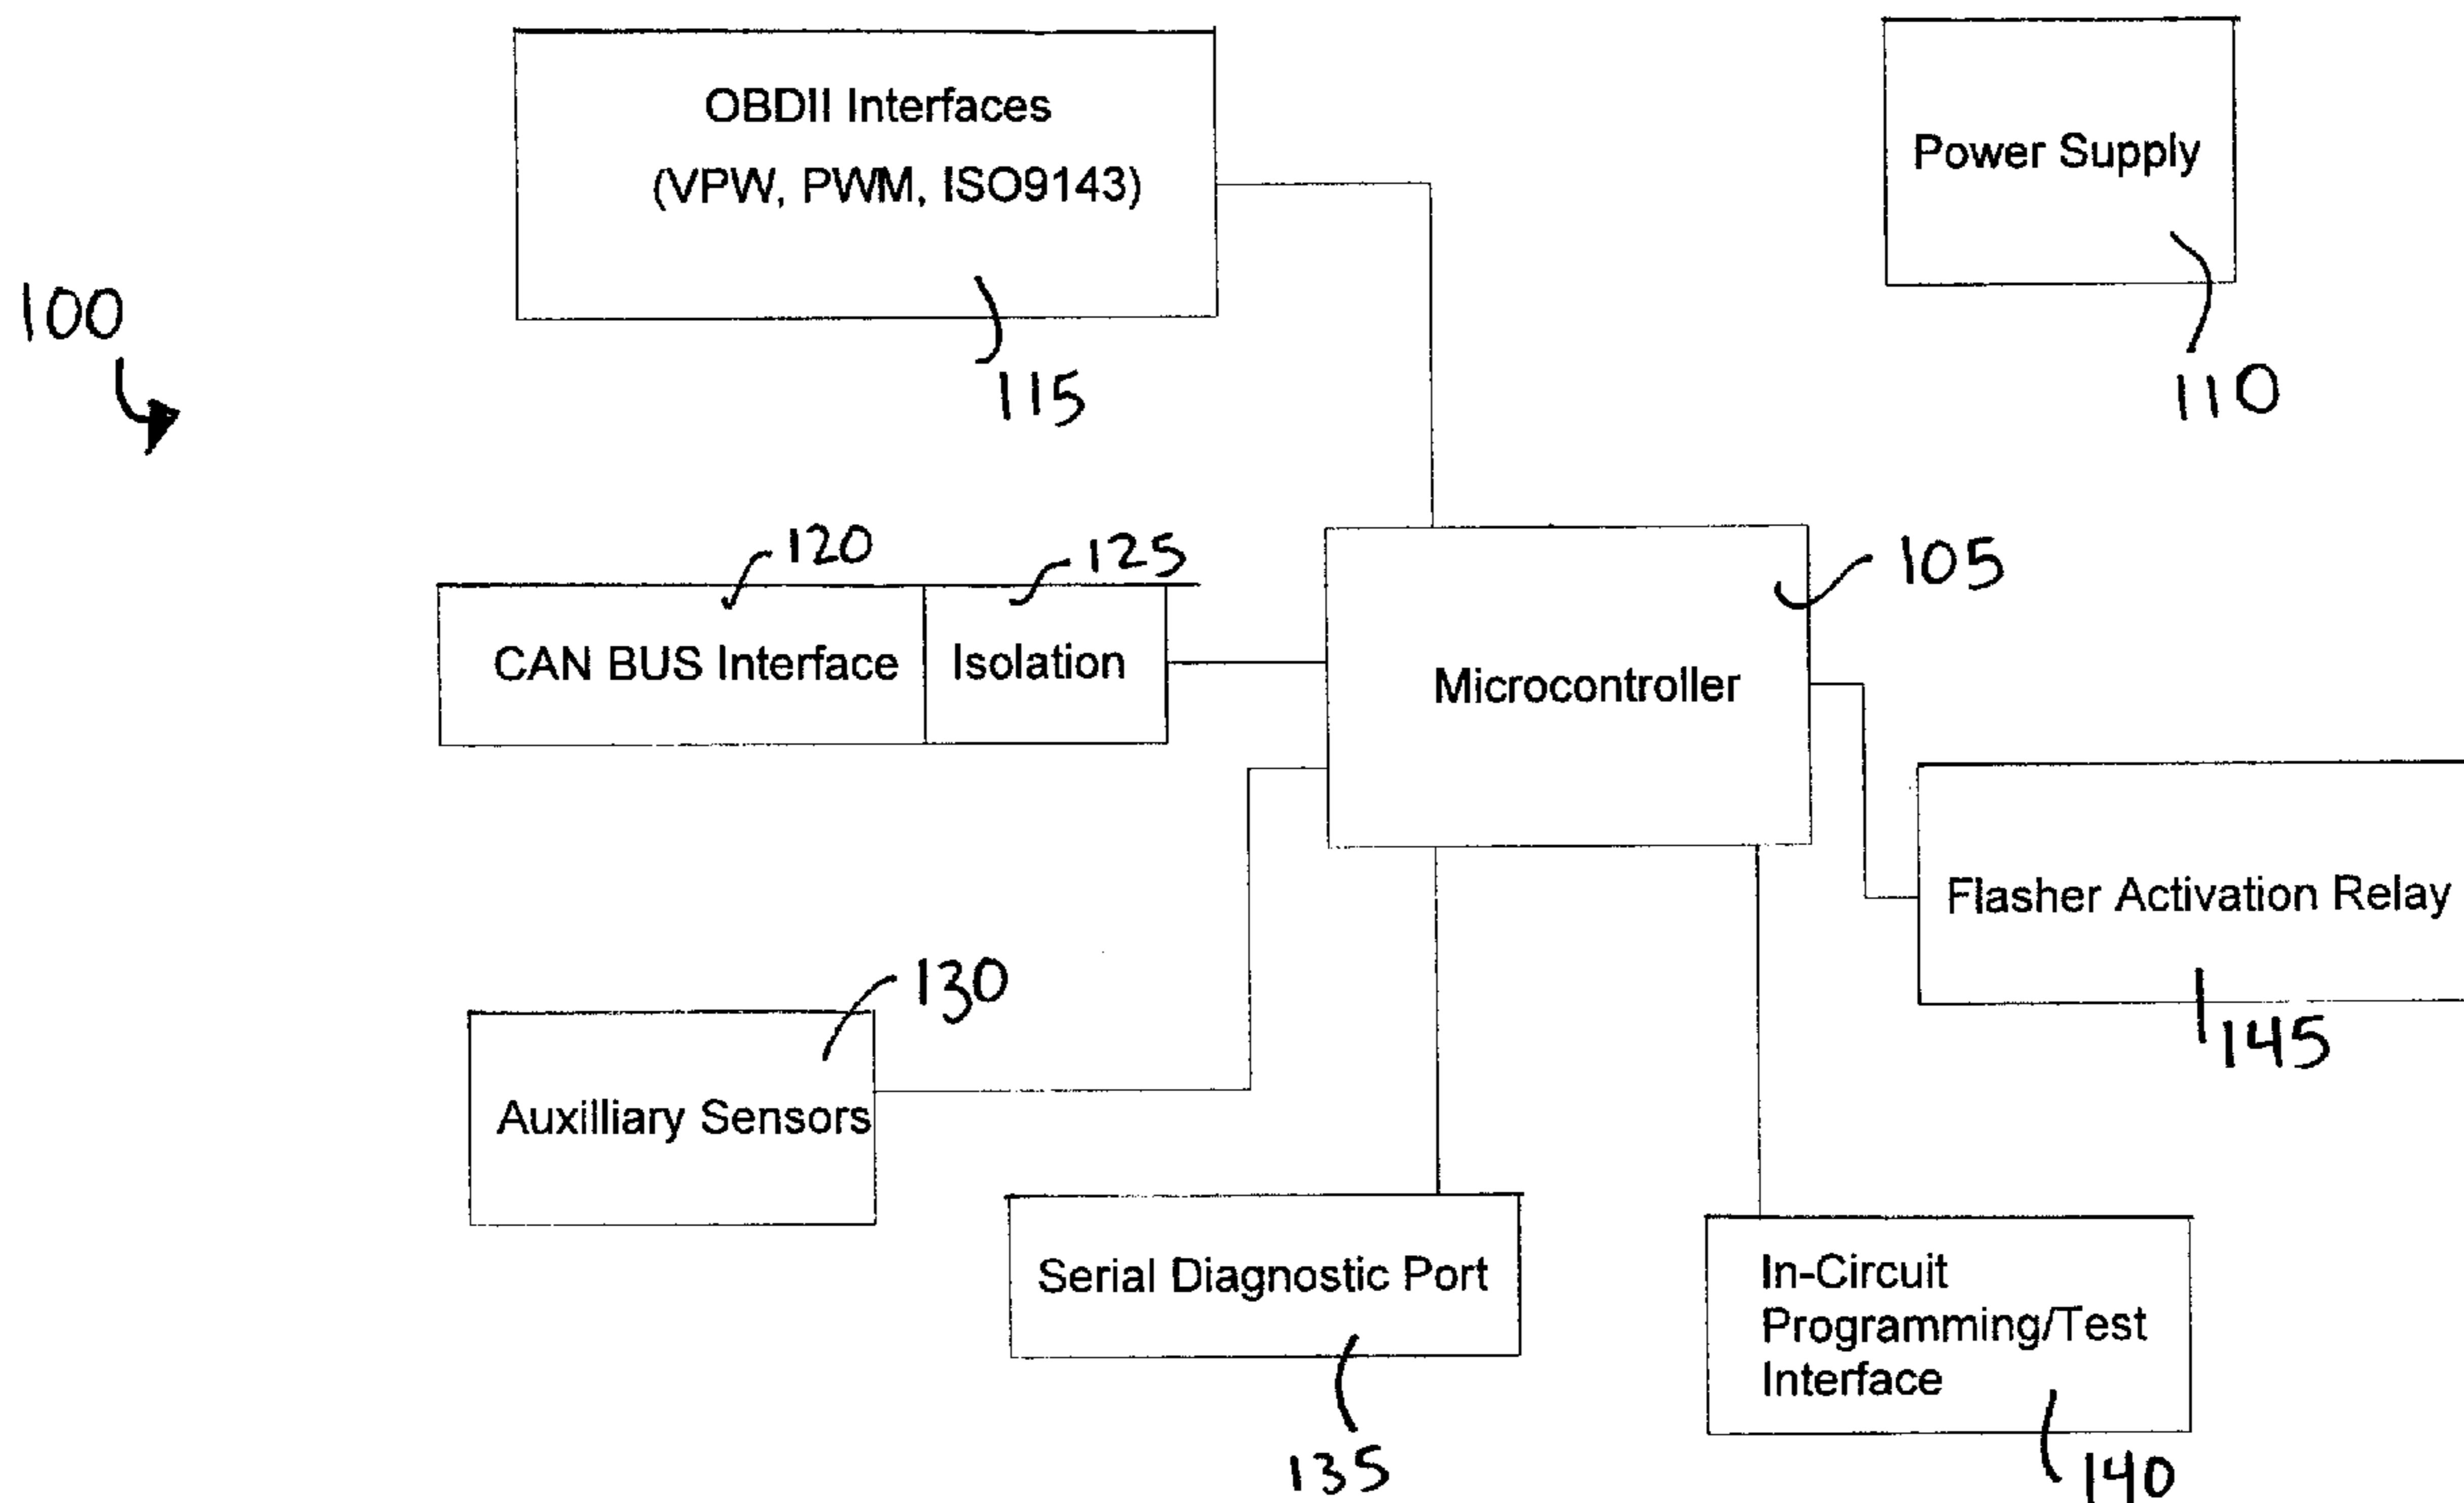 OBDII Interfaces
(VPW, PWM, ISO9143)
115
Power Supply
110
100
CAN BUS Interface
120
Isolation
125
Microcontroller
105
Flasher Activation Relay
145
Auxilliary Sensors
130
Serial Diagnostic Port
135
In-Circuit
Programming/Test
Interface
140